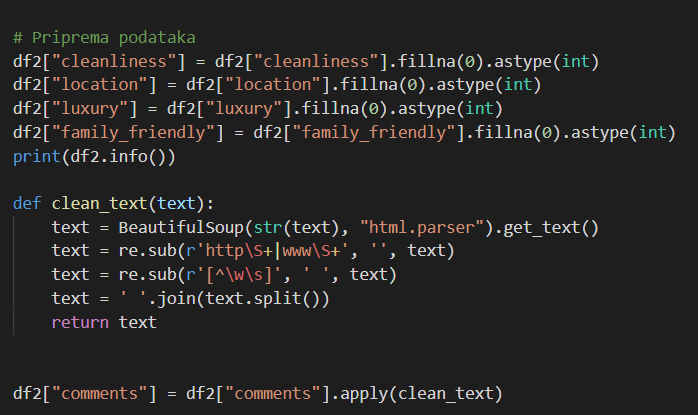 # Priprema podataka
df2["cleanliness"] = df2["cleanliness"].fillna(0).astype(int)
df2["location"] = df2["location"].fillna(0).astype(int)
df2["luxury"] = df2["luxury"].fillna(0).astype(int)
df2["family_friendly"] = df2["family_friendly"].fillna(0).astype(int)
print(df2.info())

def clean_text(text):
    text = BeautifulSoup(str(text), "html.parser").get_text()
    text = re.sub(r'http\S+|www\S+', '', text)
    text = re.sub(r'[^\w\s]', ' ', text)
    text = ' '.join(text.split())
    return text


df2["comments"] = df2["comments"].apply(clean_text)